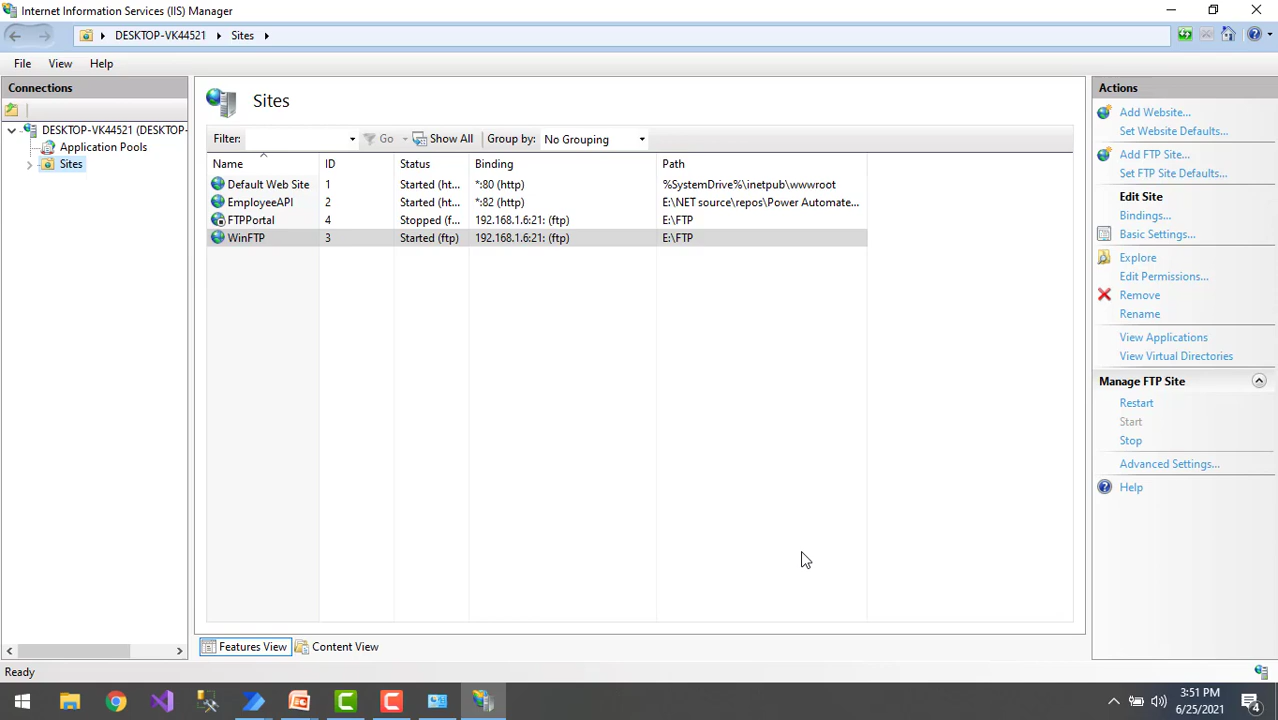 Internet Information Services (IIS) Manager
DESKTOP-VK44521 Sites
File View Help
Connections
DESKTOP-VK44521 (DESKTOP-
Application Pools
Sites
Sites
Filter: Go Show All Group by: No Grouping
Name ID Status Binding Path
Default Web Site 1 Started (ht... *:80 (http) %SystemDrive%\inetpub\wwwroot
EmployeeAPI 2 Started (ht... *:82 (http) E:\NET source\repos\Power Automate...
FTPPortal 4 Stopped (f... 192.168.1.6:21: (ftp) E:\FTP
WinFTP 3 Started (ftp) 192.168.1.6:21: (ftp) E:\FTP
Features View Content View
Actions
Add Website...
Set Website Defaults...
Add FTP Site...
Set FTP Site Defaults...
Edit Site
Bindings...
Basic Settings...
Explore
Edit Permissions...
Remove
Rename
View Applications
View Virtual Directories
Manage FTP Site
Restart
Start
Stop
Advanced Settings...
Help
Ready
3:51 PM
6/25/2021
4